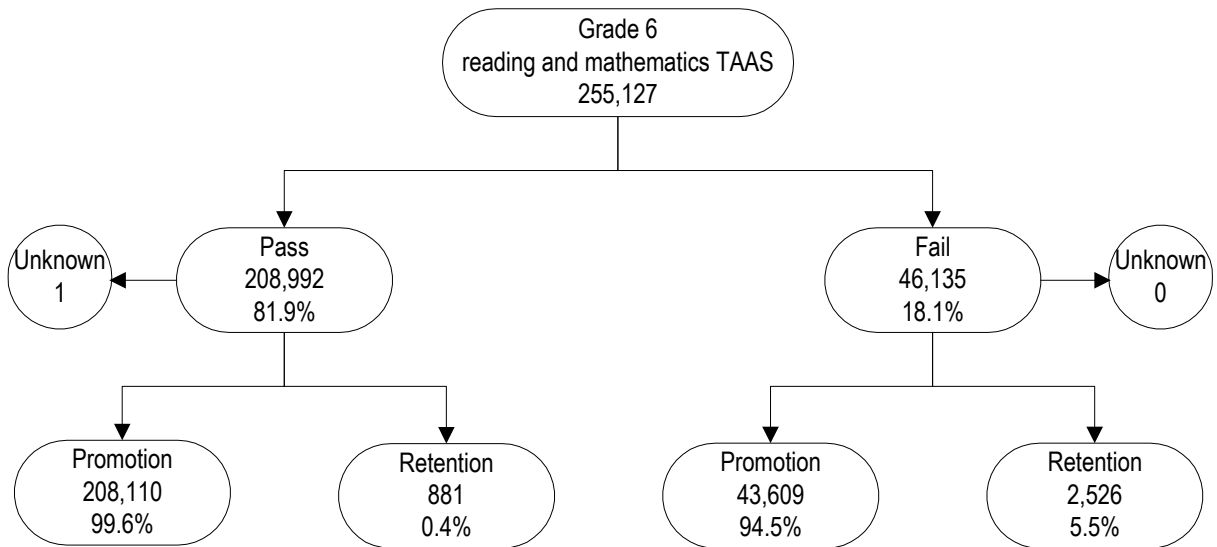 Grade 6
reading and mathematics TAAS
255,127
Unknown
1
Pass
208,992
81.9%
Fail
46,135
18.1%
Unknown
0
Promotion
208,110
99.6%
Retention
881
0.4%
Promotion
43,609
94.5%
Retention
2,526
5.5%